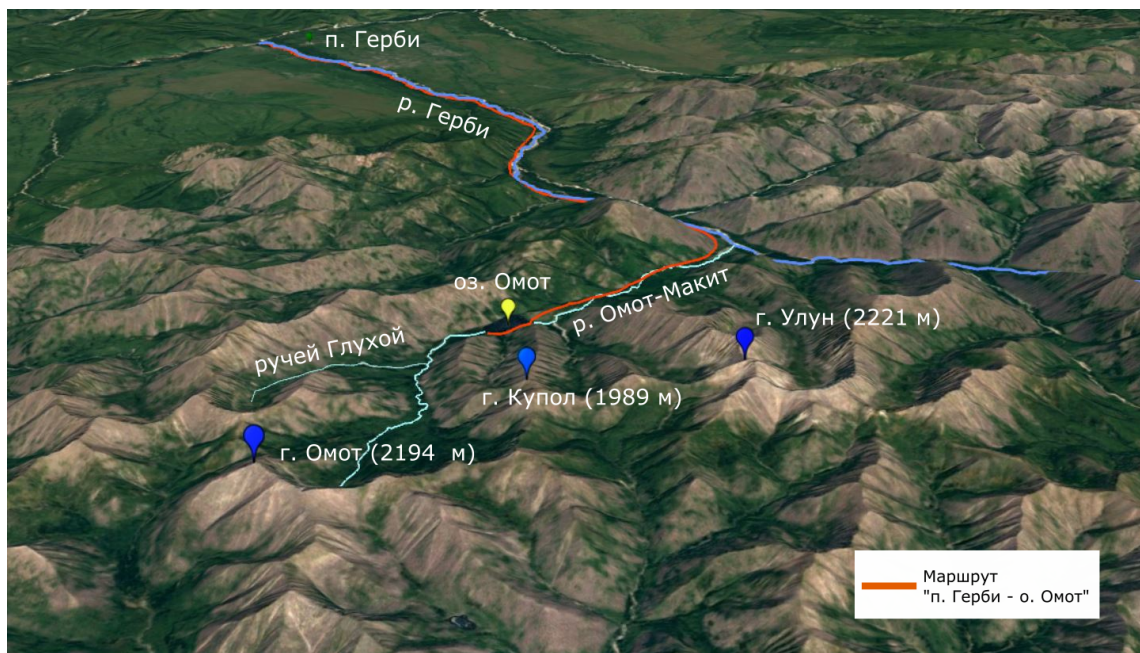 п. Герби
р. Герби
оз. Омот
р. Омот-Макит
г. Улун (2221 м)
ручей Глухой
г. Купол (1989 м)
г. Омот (2194 м)
Маршрут
"п. Герби - о. Омот"